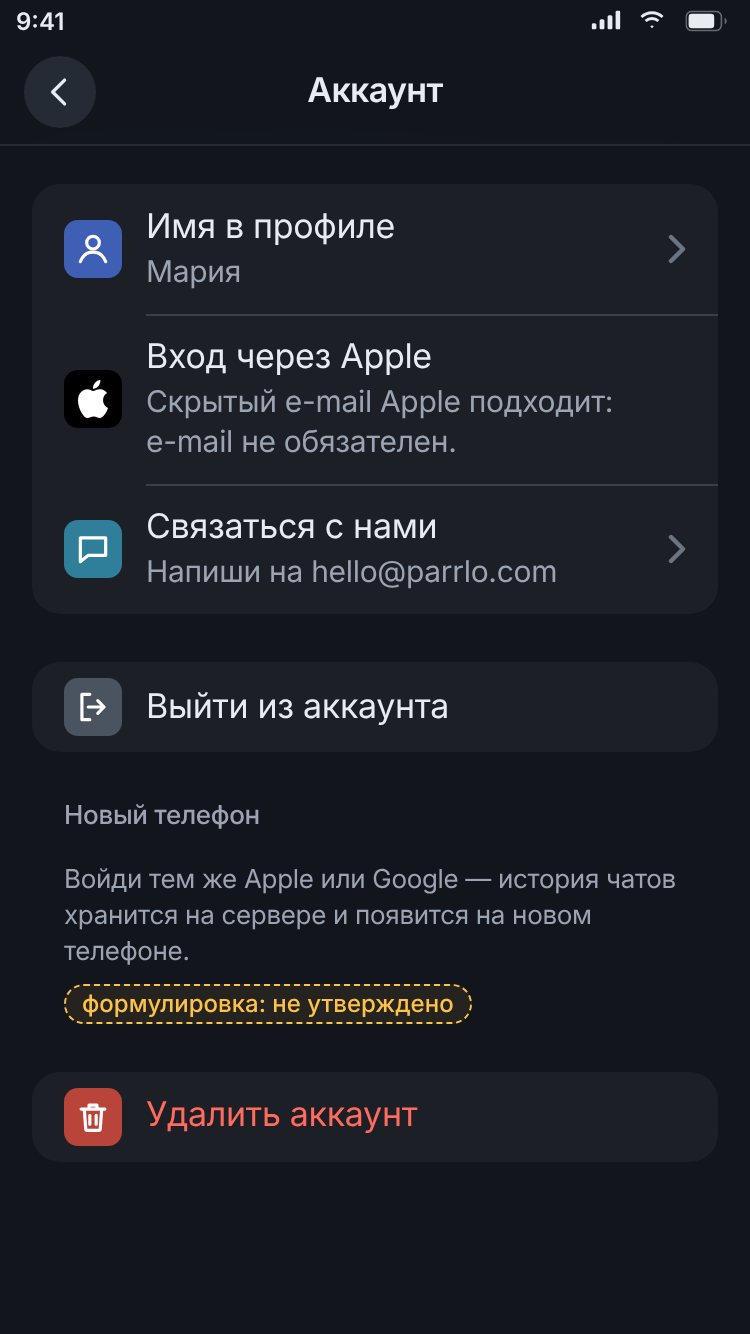 9:41
Аккаунт
Имя в профиле
Мария
Вход через Apple
Скрытый e-mail Apple подходит:
e-mail не обязателен.
Связаться с нами
Напиши на hello@parrlo.com
Выйти из аккаунта
Новый телефон
Войди тем же Apple или Google — история чатов
хранится на сервере и появится на новом
телефоне.
формулировка: не утверждено
Удалить аккаунт